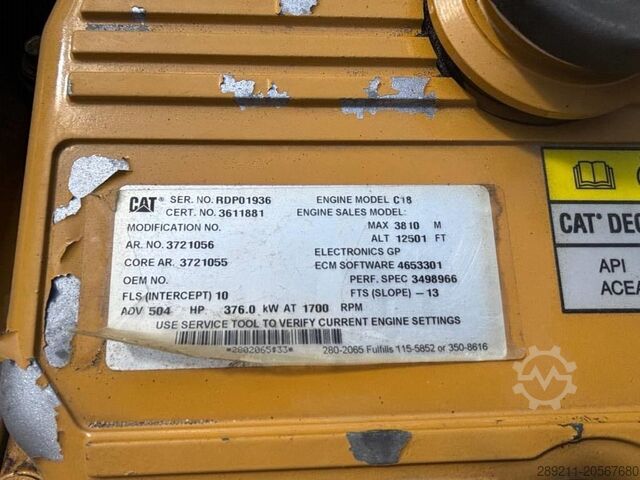 CAT® SER. NO. RDP01936 ENGINE MODEL C18
CERT. NO. 3611881 ENGINE SALES MODEL:
MODIFICATION NO. MAX 3810 M
AR. NO. 3721056 ALT 12501 FT
ELECTRONICS GP
CORE AR. 3721055 ECM SOFTWARE 4653301
OEM NO. PERF. SPEC 3498966
FLS (INTERCEPT) 10 FTS (SLOPE) -13
ADV 504 HP 376.0 kW AT 1700 RPM
USE SERVICE TOOL TO VERIFY CURRENT ENGINE SETTINGS
*2802065#33* 280-2065 Fulfills 115-5852 or 350-8616
CAT® DEO
API
ACEA
289211-20567680